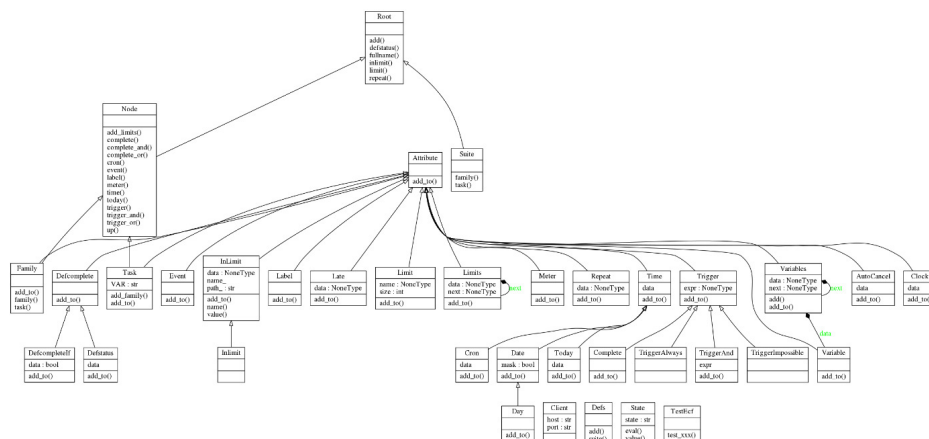 Root
add()
defstatus()
fullname()
inlimit()
limit()
repeat()
Node
add_limits()
complete()
complete_and()
complete_or()
cron()
event()
label()
meter()
time()
today()
trigger()
trigger_and()
trigger_or()
up()
Attribute
add_to()
Suite
family()
task()
Family
add_to()
family()
task()
Defcomplete
add_to()
Task
VAR : str
add_family()
add_to()
Event
add_to()
InLimit
data : NoneType
name_
path_ : str
add_to()
name()
value()
Label
add_to()
Late
data : NoneType
add_to()
Limit
name : NoneType
size : int
add_to()
Limits
data : NoneType
next : NoneType
add_to()
next
Meter
add_to()
Repeat
data : NoneType
add_to()
Time
data
add_to()
Trigger
expr : NoneType
add_to()
Variables
data : NoneType
next : NoneType
add()
add_to()
next
AutoCancel
data
add_to()
Clock
data
add_to()
data
DefcompleteIf
data : bool
add_to()
Defstatus
data
add_to()
Inlimit
Cron
data
add_to()
Date
mask : bool
add_to()
Today
data
add_to()
Complete
add_to()
TriggerAlways
TriggerAnd
expr
add_to()
TriggerImpossible
Variable
add_to()
Day
add_to()
Client
host : str
port : str
Defs
add()
suite()
State
state : str
eval()
value()
TestEcf
test_xxx()